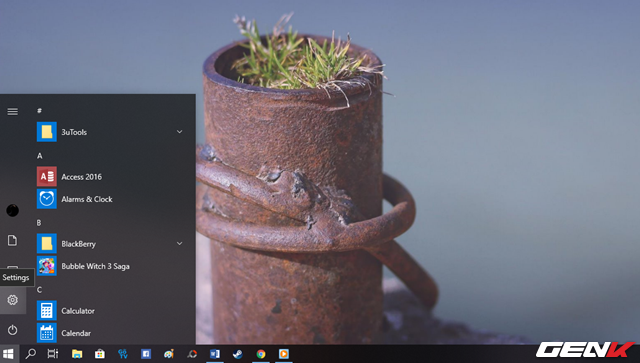 #
3uTools
A
Access 2016
Alarms & Clock
B
BlackBerry
Bubble Witch 3 Saga
Settings
C
Calculator
Calendar
GENK